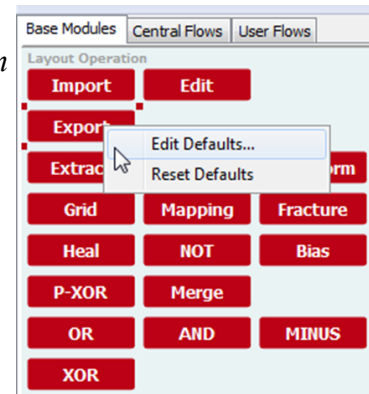 Base Modules Central Flows User Flows
Layout Operation
n
Import Edit
Export
Edit Defaults...
Extrac rm
Reset Defaults
Grid Mapping Fracture
Heal NOT Bias
P-XOR Merge
OR AND MINUS
XOR